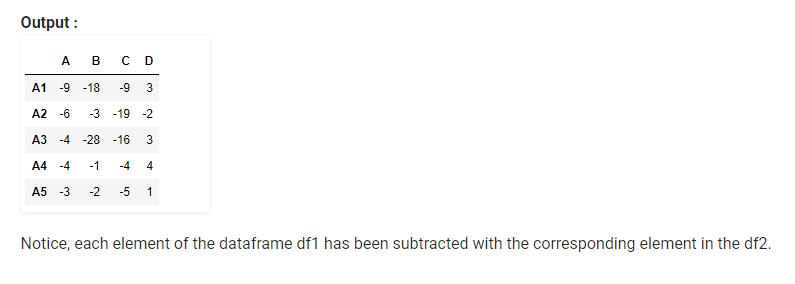 Output :
A B C D
A1 -9 -18 -9 3
A2 -6 -3 -19 -2
A3 -4 -28 -16 3
A4 -4 -1 -4 4
A5 -3 -2 -5 1
Notice, each element of the dataframe df1 has been subtracted with the corresponding element in the df2.